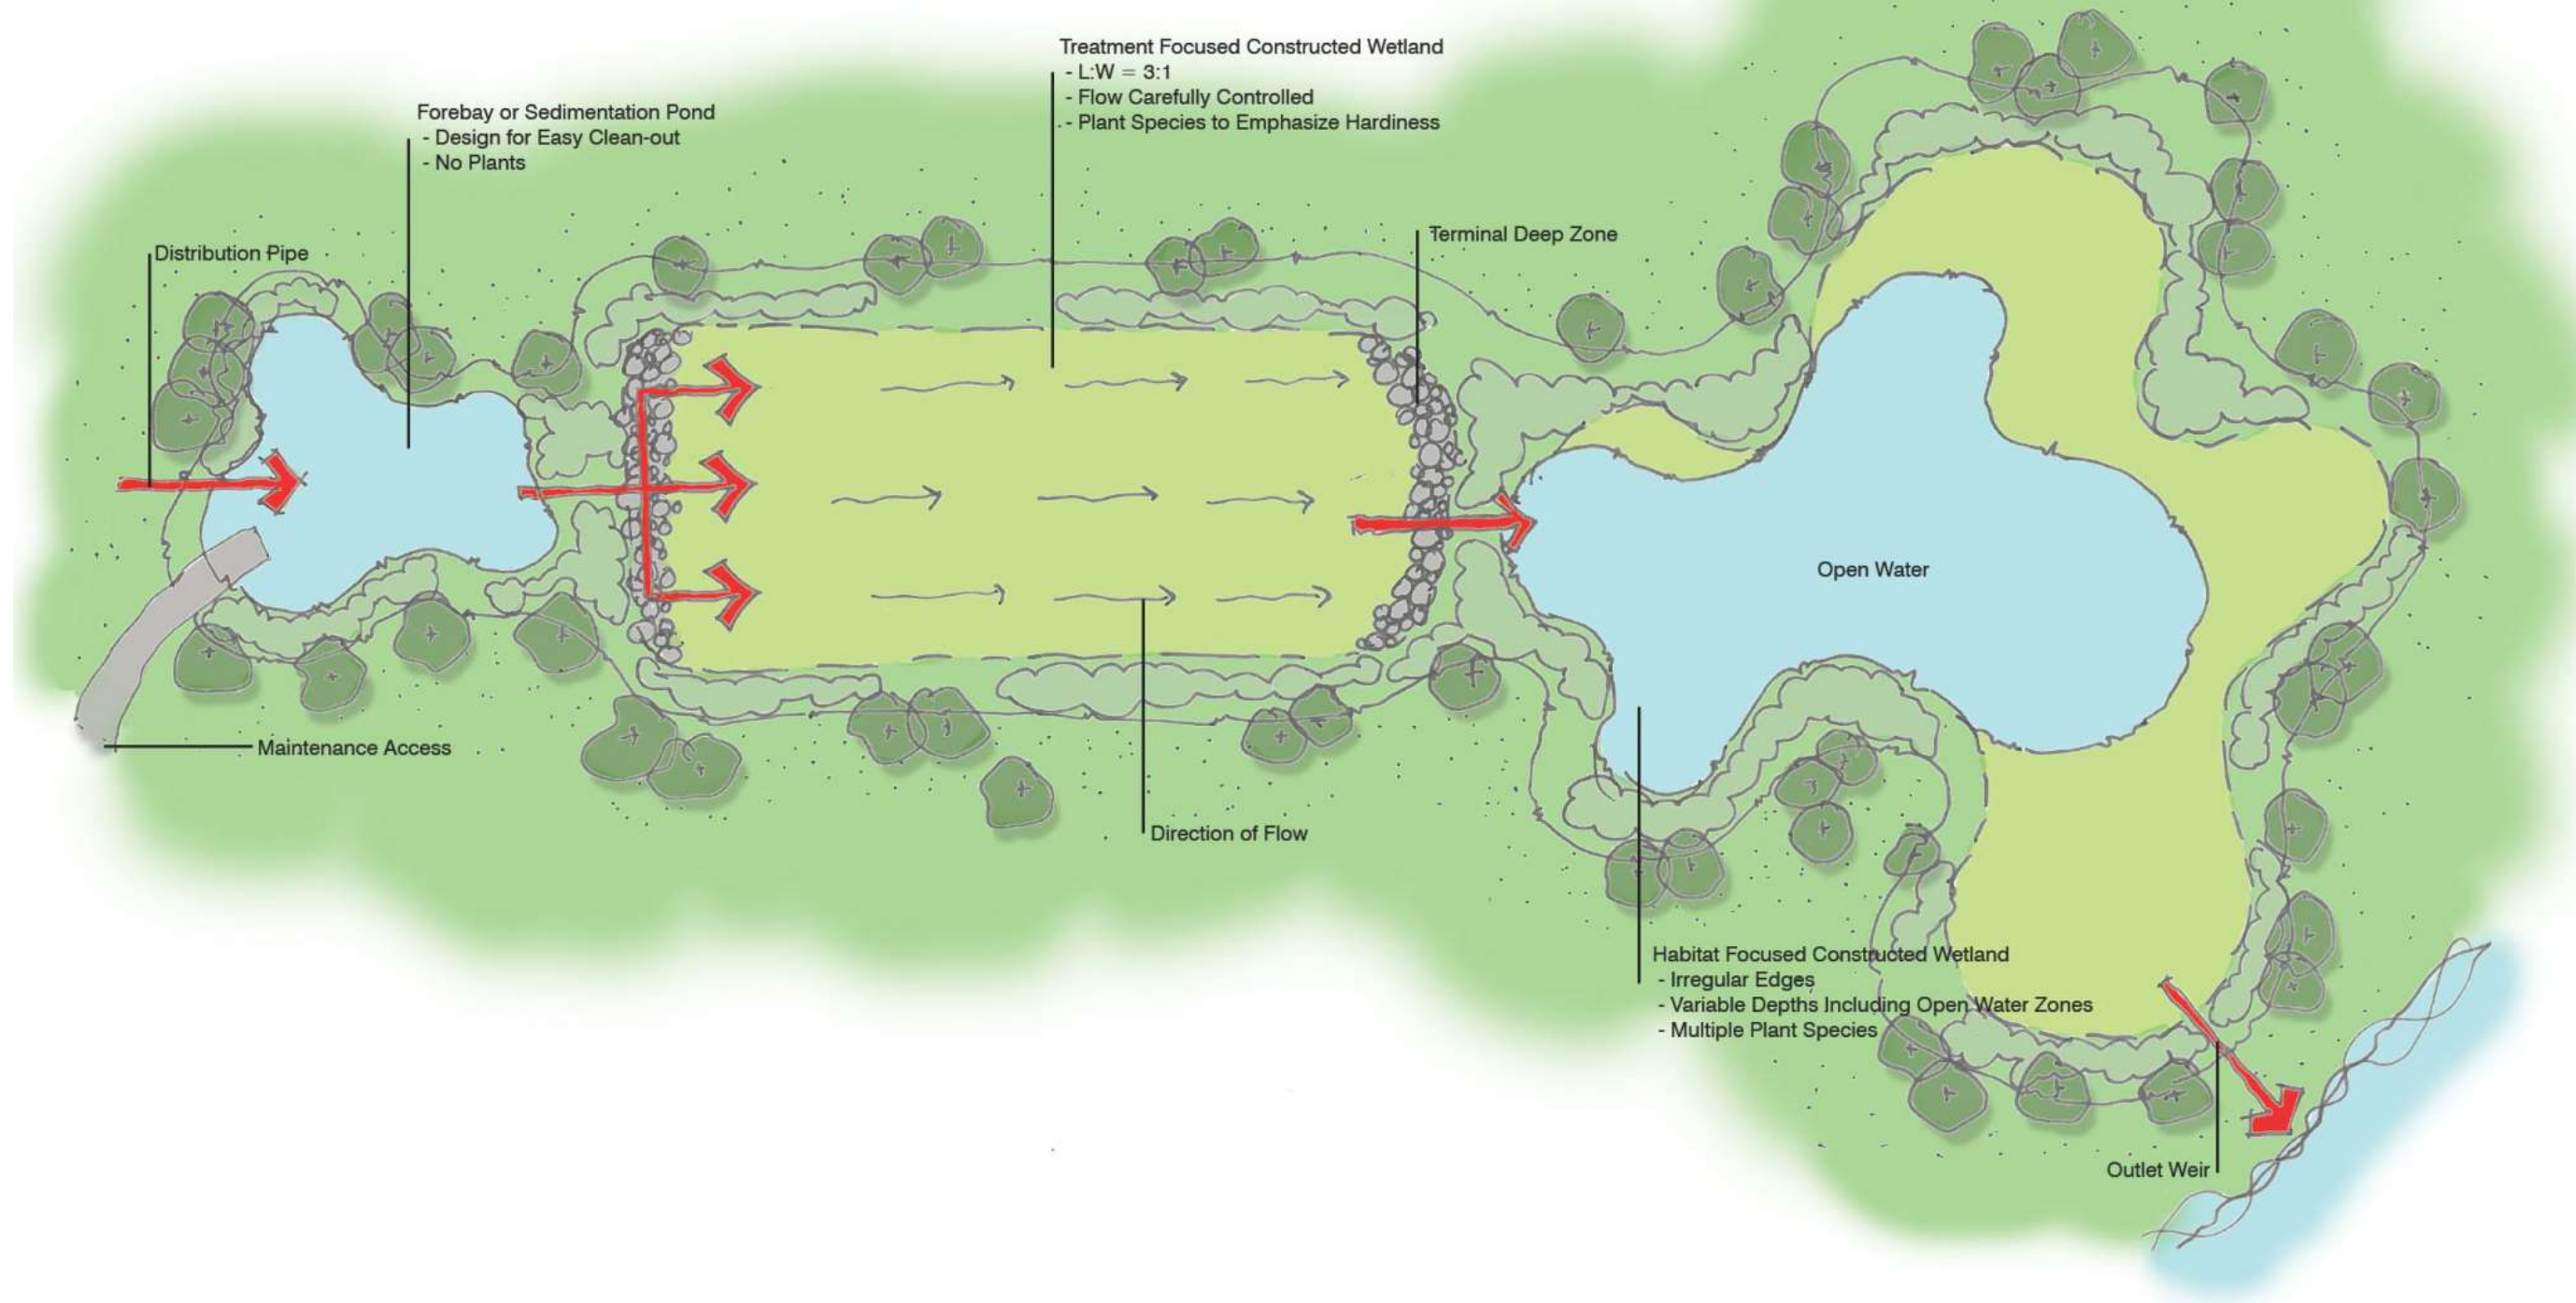 Treatment Focused Constructed Wetland
- L:W = 3:1
- Flow Carefully Controlled
- Plant Species to Emphasize Hardiness
Forebay or Sedimentation Pond
- Design for Easy Clean-out
- No Plants
Terminal Deep Zone
Distribution Pipe
Open Water
Maintenance Access
Direction of Flow
Habitat Focused Constructed Wetland
- Irregular Edges
- Variable Depths Including Open Water Zones
- Multiple Plant Species
Outlet Weir